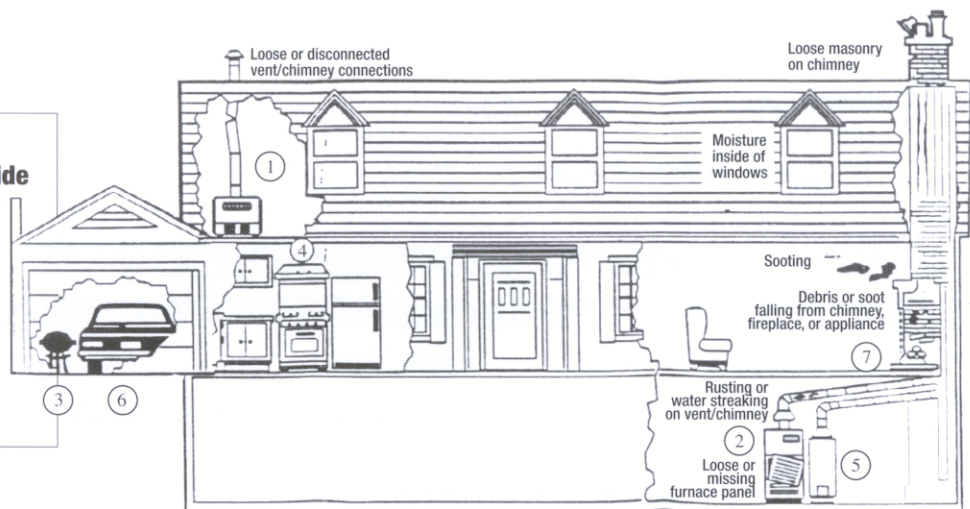 Loose or disconnected
vent/chimney connections
Loose masonry
on chimney
ide
Moisture
inside of
windows
1
4
Sooting
Debris or soot
falling from chimney,
fireplace, or appliance
3
6
7
Rusting or
water streaking
on vent/chimney
2
5
Loose or
missing
furnace panel